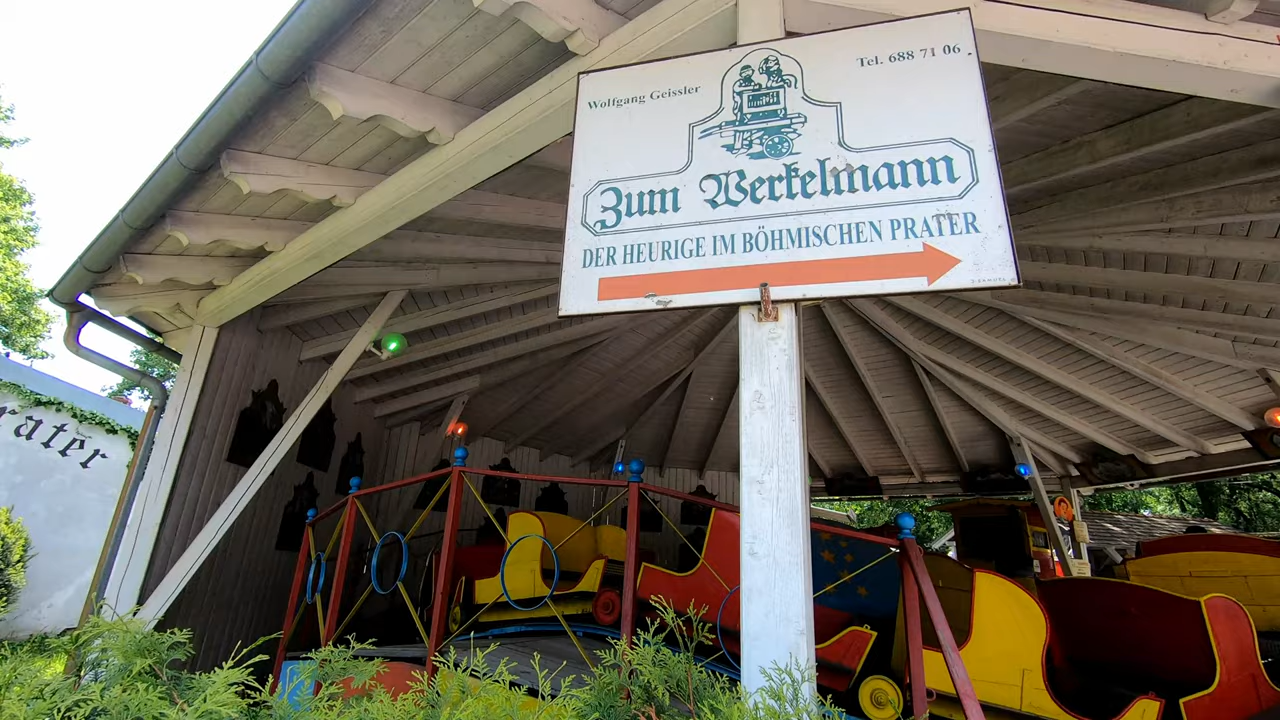 Wolfgang Geissler
Tel. 688 71 06
Zum Werkelmann
DER HEURIGE IM BÖHMISCHEN PRATER
rater